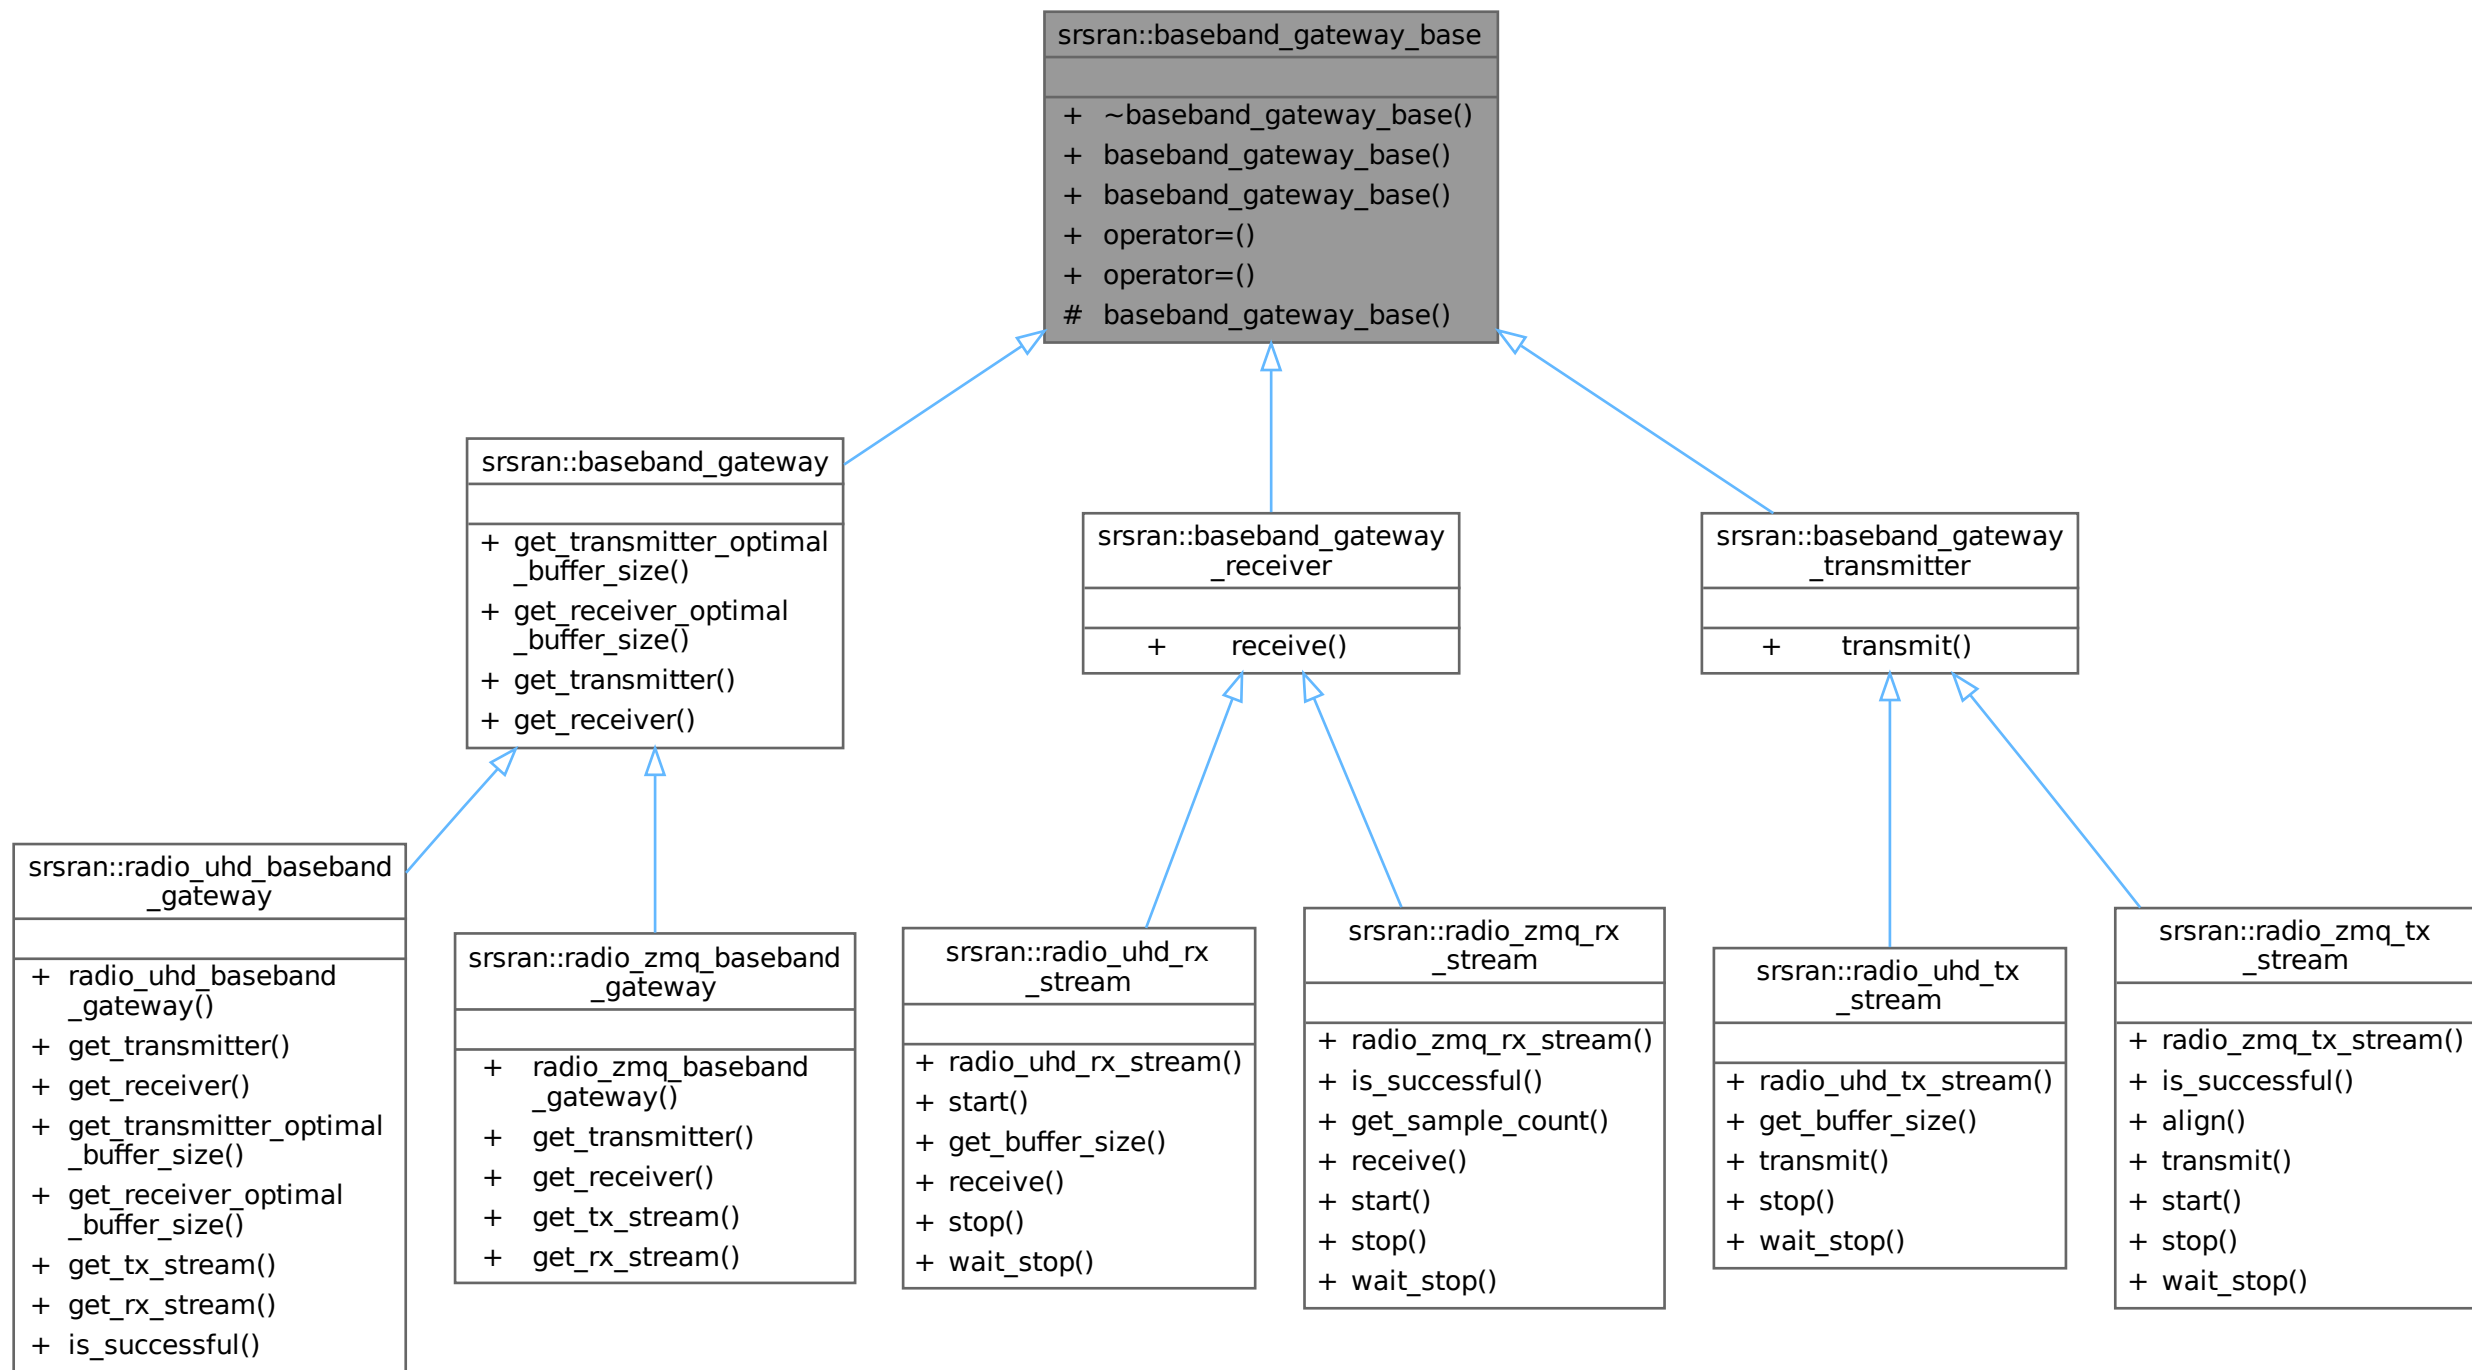 srsran::baseband_gateway_base
+ ~baseband_gateway_base()
+ baseband_gateway_base()
+ baseband_gateway_base()
+ operator=()
+ operator=()
# baseband_gateway_base()
srsran::baseband_gateway
+ get_transmitter_optimal
_buffer_size()
+ get_receiver_optimal
_buffer_size()
+ get_transmitter()
+ get_receiver()
srsran::baseband_gateway
_receiver
+ receive()
srsran::baseband_gateway
_transmitter
+ transmit()
srsran::radio_uhd_baseband
_gateway
+ radio_uhd_baseband
_gateway()
+ get_transmitter()
+ get_receiver()
+ get_transmitter_optimal
_buffer_size()
+ get_receiver_optimal
_buffer_size()
+ get_tx_stream()
+ get_rx_stream()
+ is_successful()
srsran::radio_zmq_baseband
_gateway
+ radio_zmq_baseband
_gateway()
+ get_transmitter()
+ get_receiver()
+ get_tx_stream()
+ get_rx_stream()
srsran::radio_uhd_rx
_stream
+ radio_uhd_rx_stream()
+ start()
+ get_buffer_size()
+ receive()
+ stop()
+ wait_stop()
srsran::radio_zmq_rx
_stream
+ radio_zmq_rx_stream()
+ is_successful()
+ get_sample_count()
+ receive()
+ start()
+ stop()
+ wait_stop()
srsran::radio_uhd_tx
_stream
+ radio_uhd_tx_stream()
+ get_buffer_size()
+ transmit()
+ stop()
+ wait_stop()
srsran::radio_zmq_tx
_stream
+ radio_zmq_tx_stream()
+ is_successful()
+ align()
+ transmit()
+ start()
+ stop()
+ wait_stop()